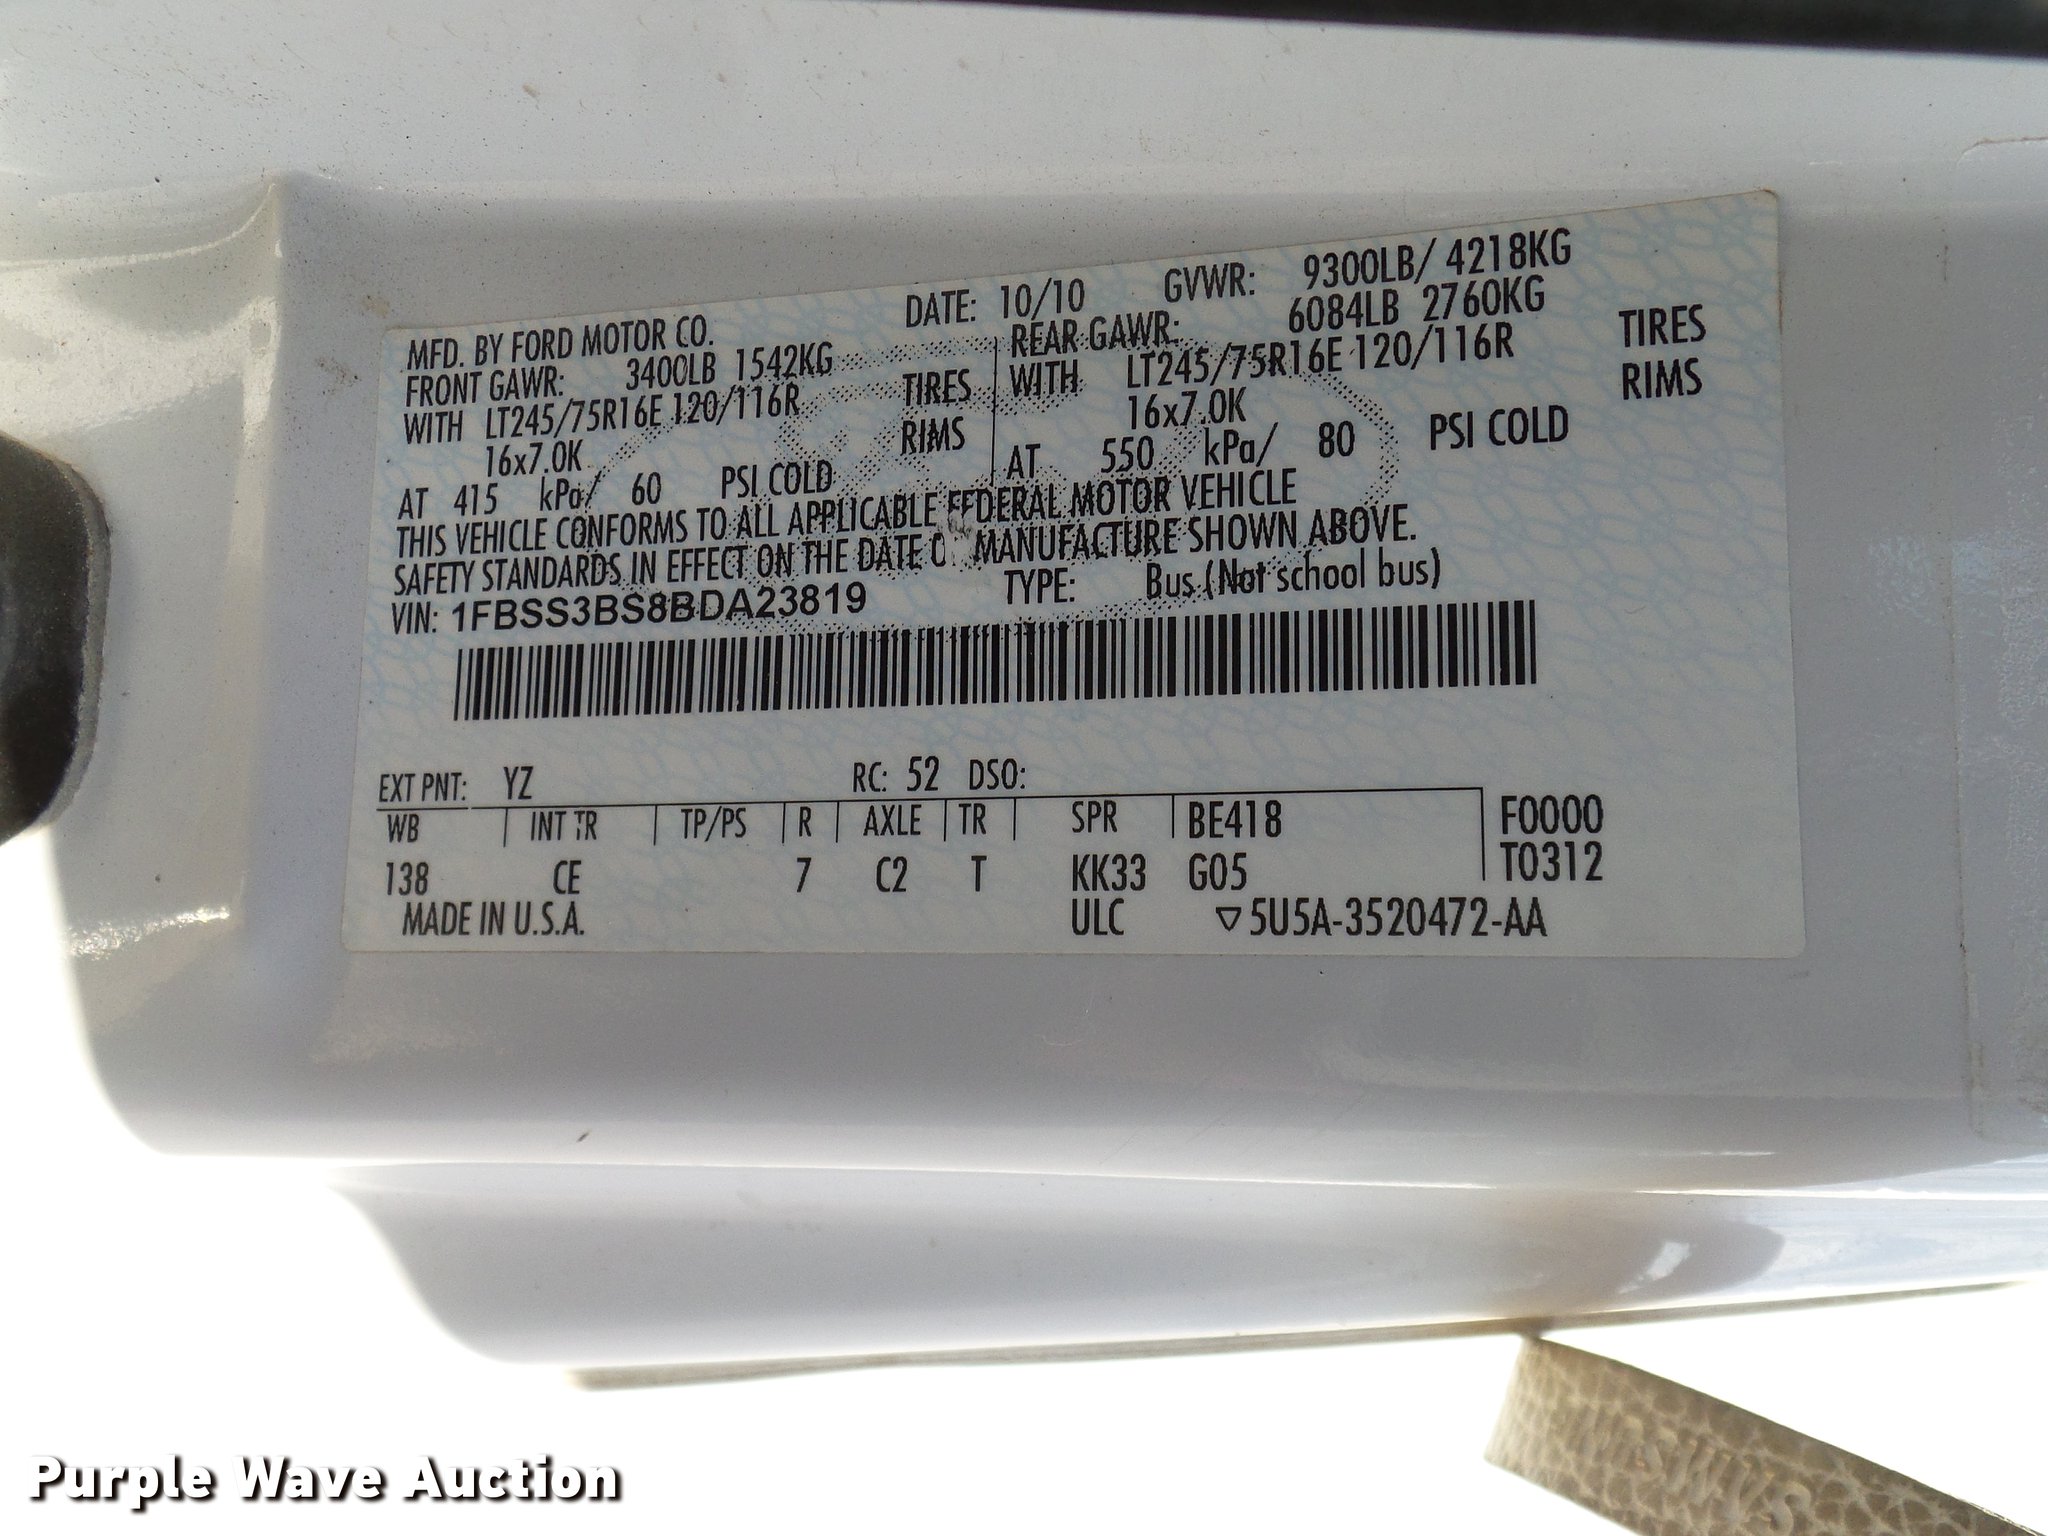 MFD. BY FORD MOTOR CO. DATE: 10/10 GVWR: 9300LB/ 4218KG
FRONT GAWR: 3400LB 1542KG REAR GAWR: 6084LB 2760KG
WITH LT245/75R16E 120/116R TIRES WITH LT245/75R16E 120/116R TIRES
16x7.0K RIMS 16x7.0K RIMS
AT 415 kPa/ 60 PSI COLD AT 550 kPa/ 80 PSI COLD
THIS VEHICLE CONFORMS TO ALL APPLICABLE FEDERAL MOTOR VEHICLE
SAFETY STANDARDS IN EFFECT ON THE DATE MANUFACTURE SHOWN ABOVE.
VIN: 1FBSS3BS8BDA23819 TYPE: Bus (Not school bus)
EXT PNT: YZ RC: 52 DSO:
WB INT TR TP/PS R AXLE TR SPR BE418 F0000
138 CE 7 C2 T KK33 G05 T0312
MADE IN U.S.A. ULC ▽5U5A-3520472-AA
Purple Wave Auction